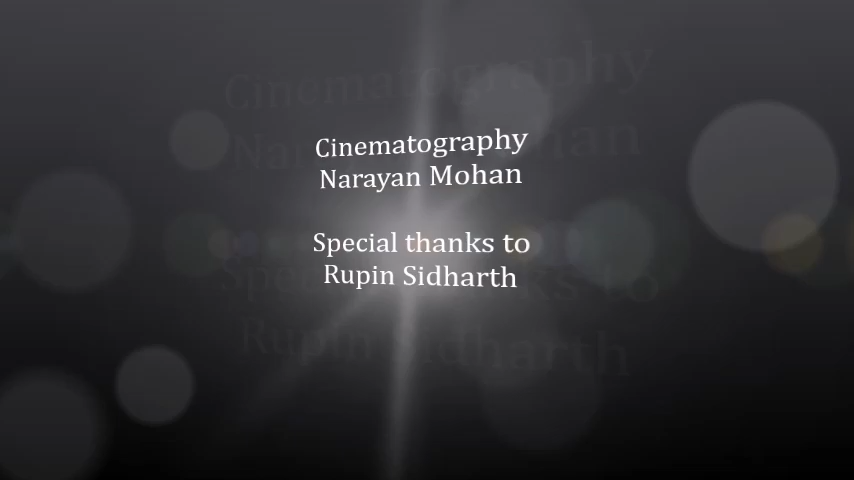 Cinematography
Narayan Mohan
Special thanks to
Rupin Sidharth